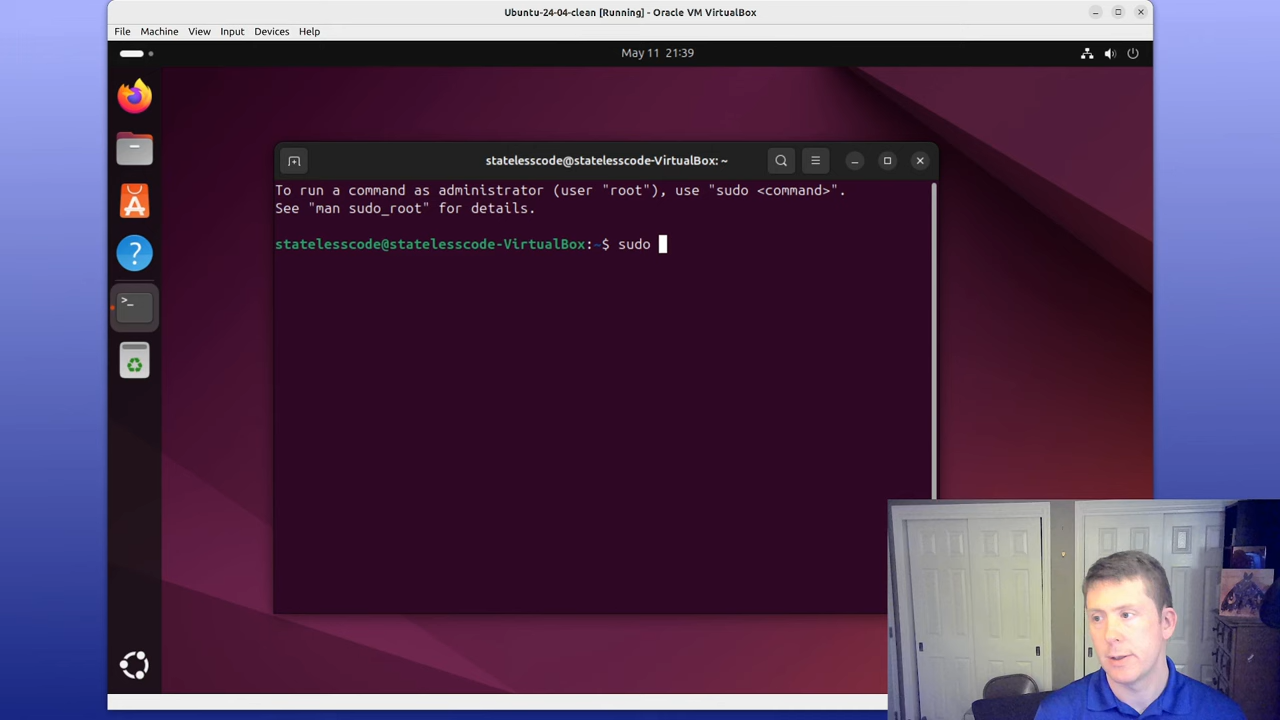 Ubuntu-24-04-clean [Running] - Oracle VM VirtualBox
File Machine View Input Devices Help
May 11 21:39
statelesscode@statelesscode-VirtualBox: ~
To run a command as administrator (user "root"), use "sudo <command>".
See "man sudo_root" for details.
statelesscode@statelesscode-VirtualBox:~$ sudo